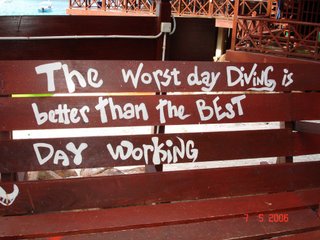 The Worst day DIVING is
better than the BEST
DAY working
7 5 2006